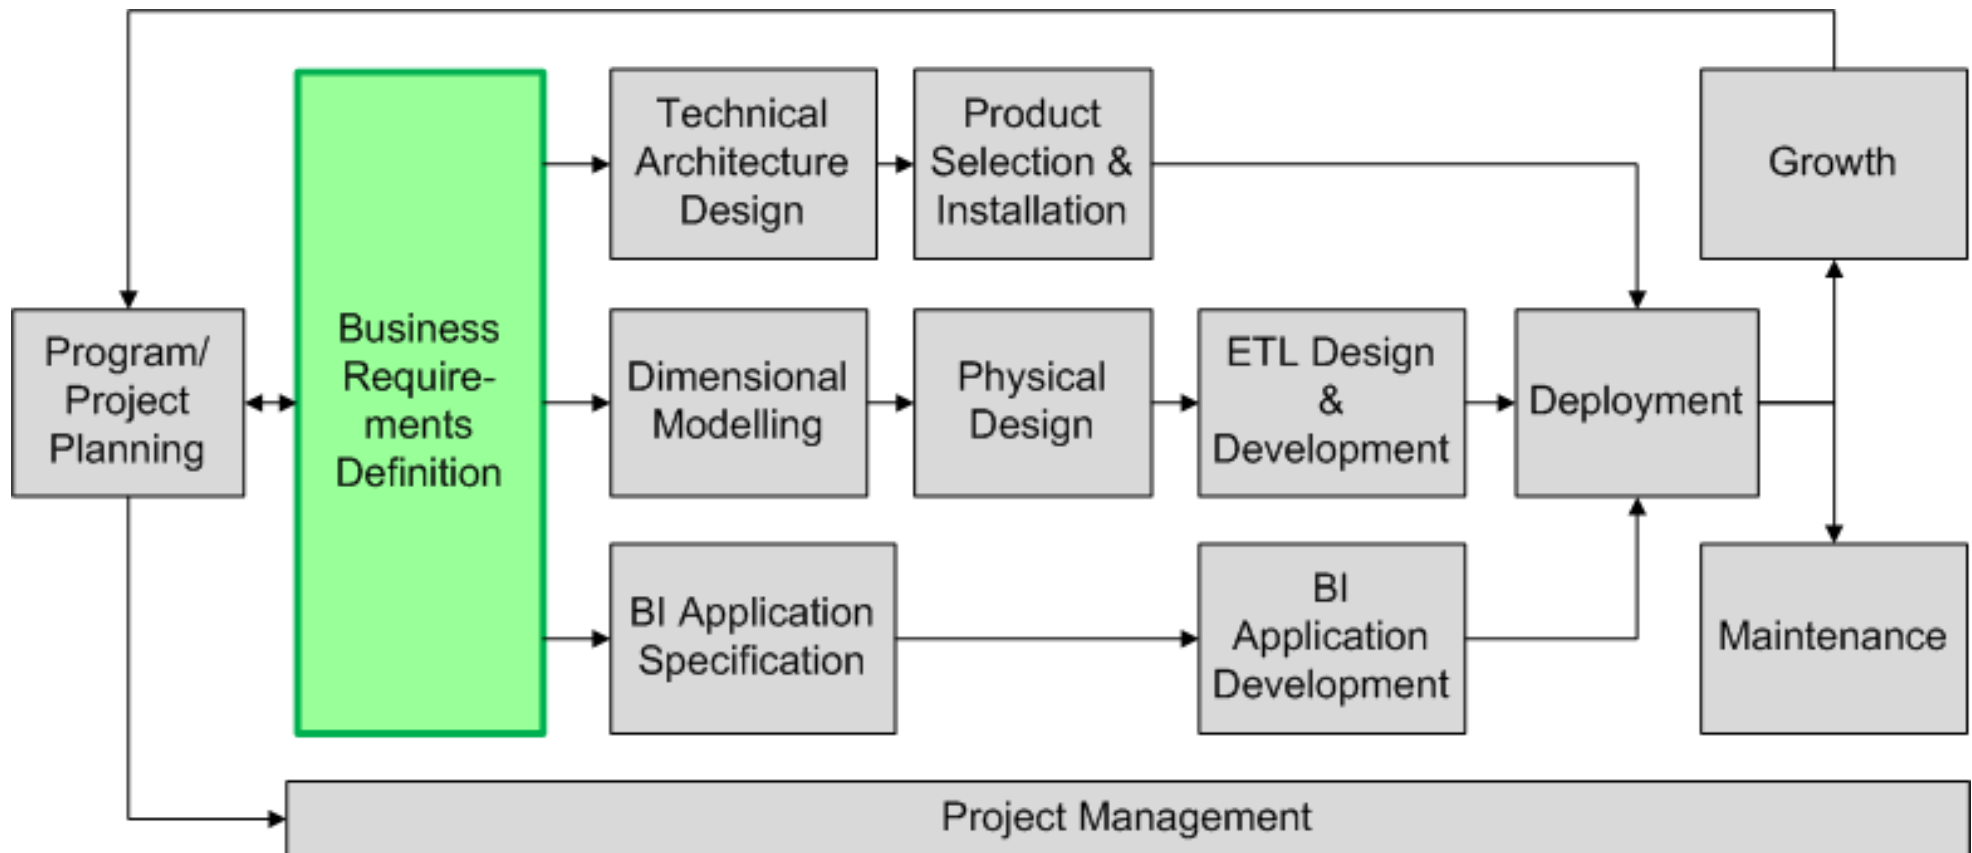 Technical
Architecture
Design
Product
Selection &
Installation
Growth
Program/
Project
Planning
Business
Require-
ments
Definition
Dimensional
Modelling
Physical
Design
ETL Design
&
Development
Deployment
BI Application
Specification
BI
Application
Development
Maintenance
Project Management